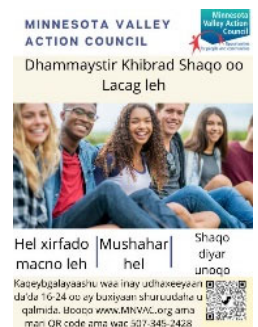 MINNESOTA VALLEY
ACTION COUNCIL
Minnesota
Valley Action
Council
Dhammaystir Khibrad Shaqo oo
Lacag leh
Hel xirfado
macno leh
Mushahar
hel
Shaqo
diyar
unoqo
Kaqeybgalayaashu waa inay udhaxeeyaan
da'da 16-24 oo ay buxiyaan shuruudaha u
qalmida. Booqo www.MNVAC.org ama
mari QR code ama wac 507-345-2428